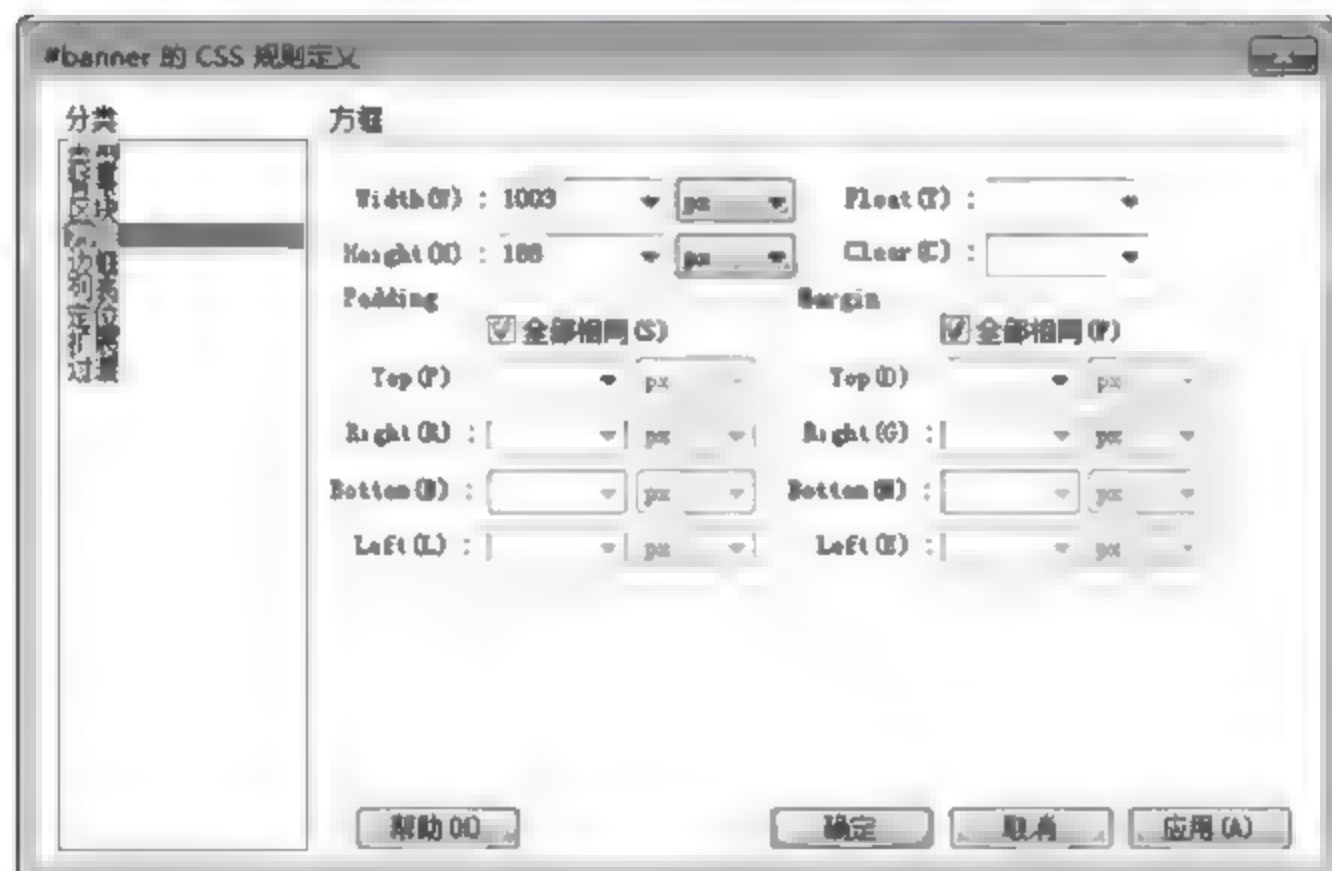 #banner 的 CSS 规则定义
分类
方框
区块
Width(W) : 1003 px Float(T) :
Height(H) : px Clear(C) :
Padding Margin
全部相同(S) 全部相同(F)
Top(P) px Top(O) px
Right(R) : px Right(G) : px
Bottom(B) : px Bottom(M) : px
Left(L) : px Left(E) : px
帮助(H) 确定 取消 应用(A)